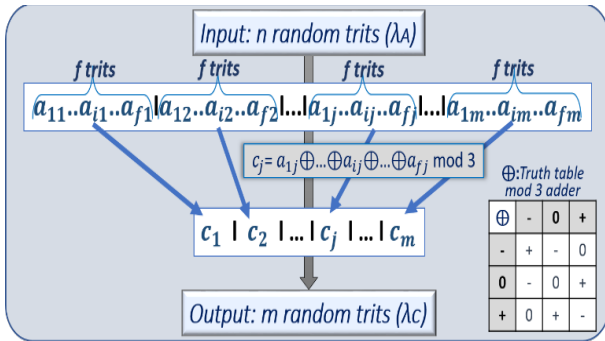 Input: n random trits (λA)
f trits f trits f trits f trits
a11..ai1..af1|a12..ai2..af2|...|a1j..aij..afj|...|a1m..aim..afm
cj= a1j⊕...⊕aij⊕...⊕afj mod 3
⊕:Truth table
mod 3 adder
⊕ - 0 +
- + - 0
0 - 0 +
+ 0 + -
c1 | c2 |...| cj |...| cm
Output: m random trits (λC)